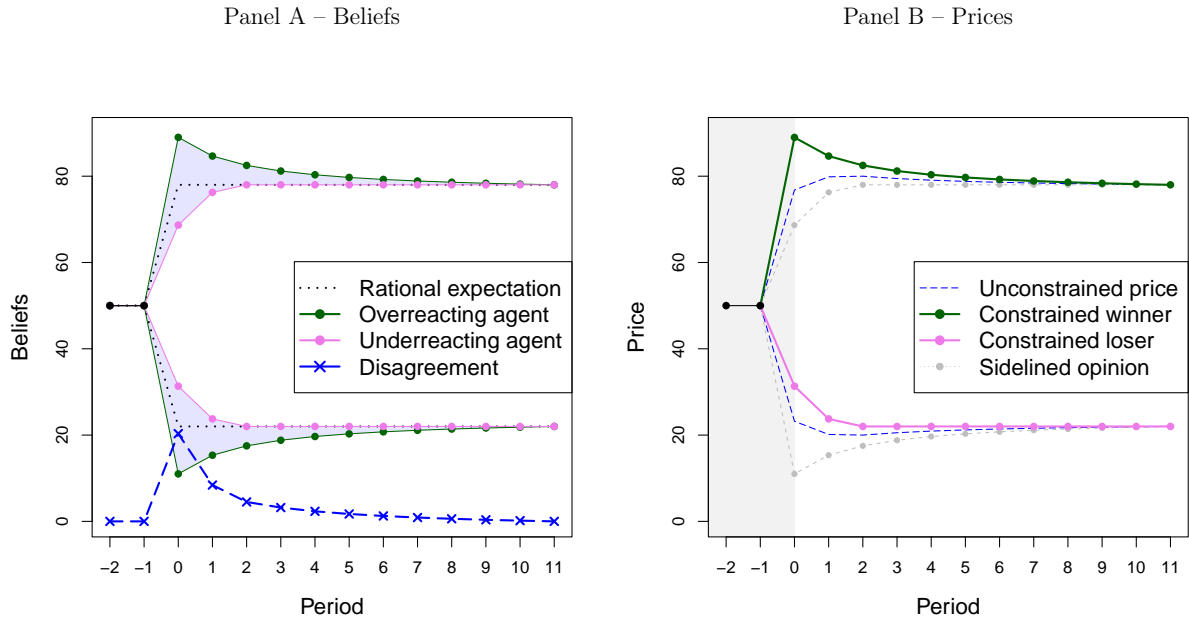 Panel A – Beliefs
Beliefs
80
60
40
20
0
Rational expectation
Overreacting agent
Underreacting agent
Disagreement
−2 −1 0 1 2 3 4 5 6 7 8 9 10 11
Period
Panel B – Prices
Price
80
60
40
20
0
Unconstrained price
Constrained winner
Constrained loser
Sidelined opinion
−2 −1 0 1 2 3 4 5 6 7 8 9 10 11
Period